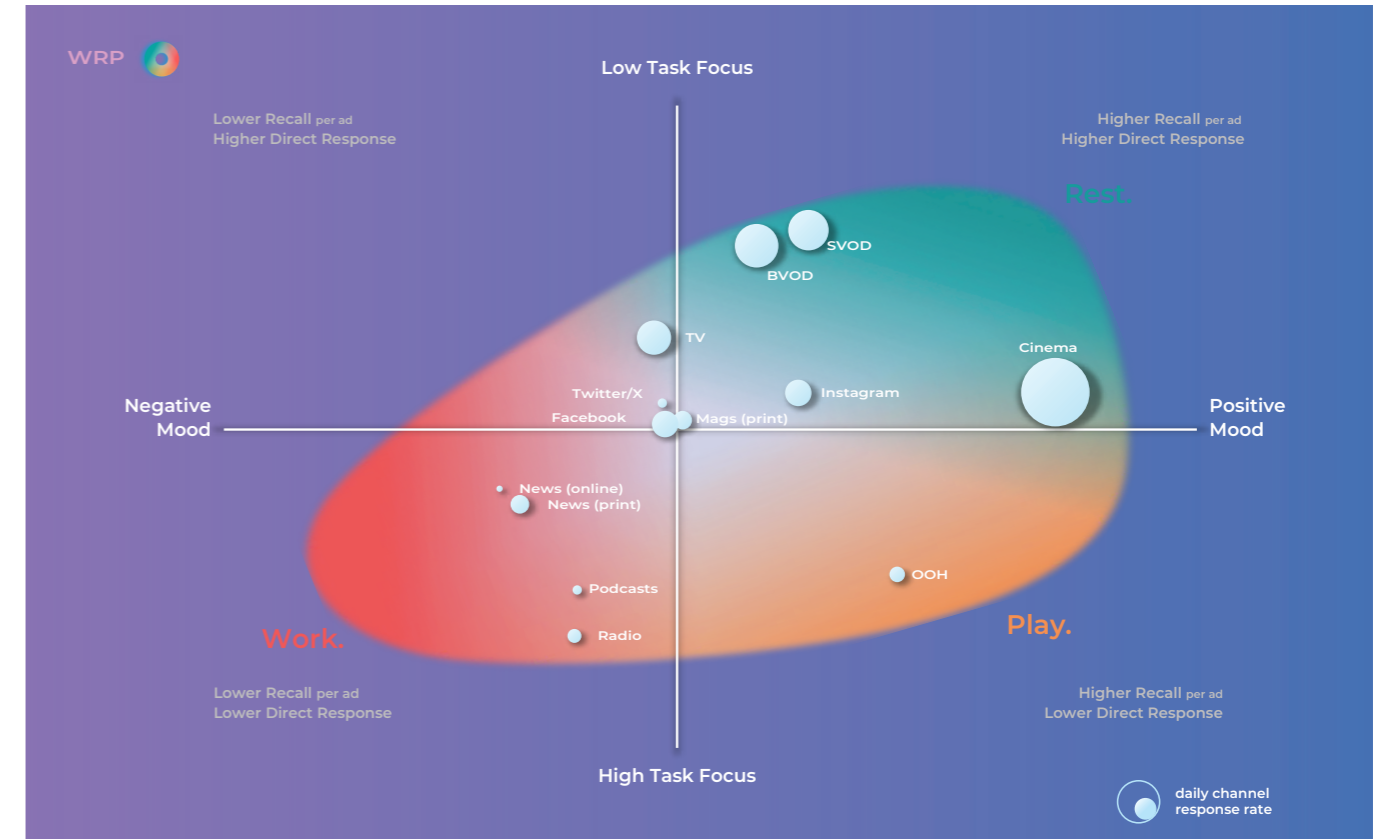 WRP
Low Task Focus
Lower Recall per ad
Higher Direct Response
Higher Recall per ad
Higher Direct Response
Rest.
SVOD
BVOD
TV
Cinema
Twitter/X
Instagram
Facebook
Mags (print)
Negative
Mood
Positive
Mood
News (online)
News (print)
Podcasts
OOH
Radio
Work.
Play.
Lower Recall per ad
Lower Direct Response
Higher Recall per ad
Lower Direct Response
High Task Focus
daily channel
response rate